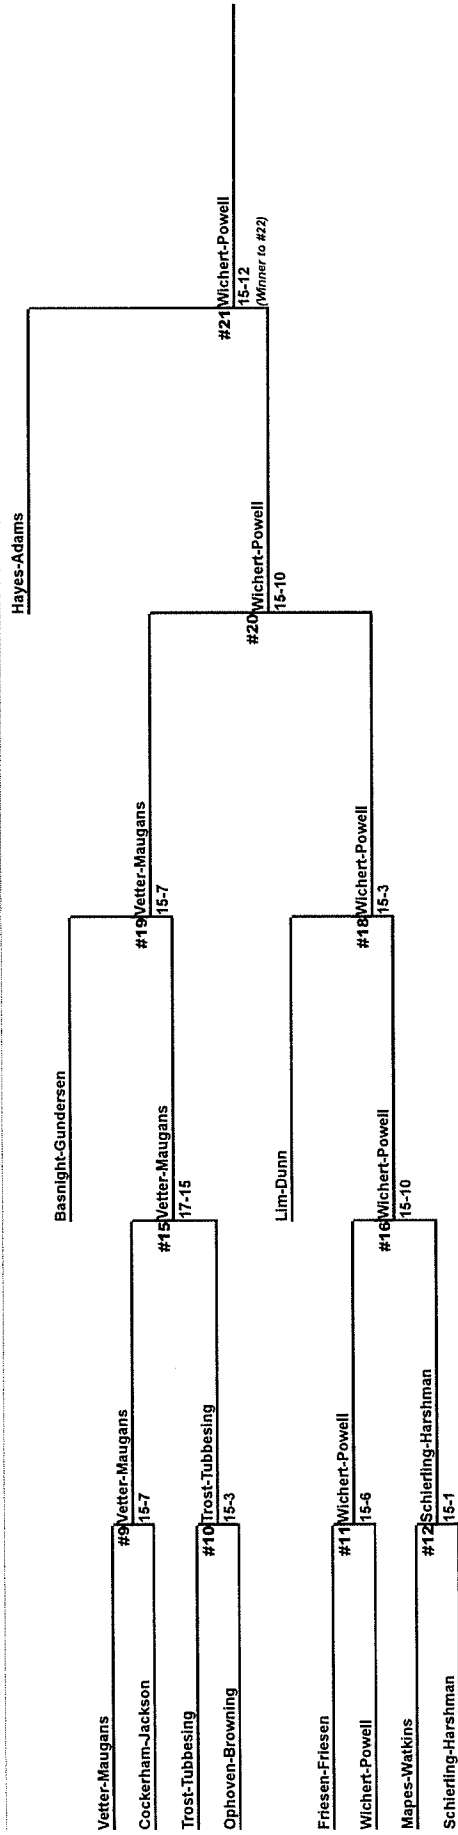 Vetter-Maugans
Cockerham-Jackson
Trost-Tubbesing
Ophoven-Browning
Friesen-Friesen
Wichert-Powell
Mapes-Watkins
Schierling-Harshman
#9 Vetter-Maugans
15-7
#10 Trost-Tubbesing
15-3
#11 Wichert-Powell
15-6
#12 Schierling-Harshman
15-1
Basnight-Gundersen
#15 Vetter-Maugans
17-15
Lim-Dunn
#16 Wichert-Powell
15-10
#19 Vetter-Maugans
15-7
#18 Wichert-Powell
15-3
Hayes-Adams
#20 Wichert-Powell
15-10
#21 Wichert-Powell
15-12
(Winner to #22)